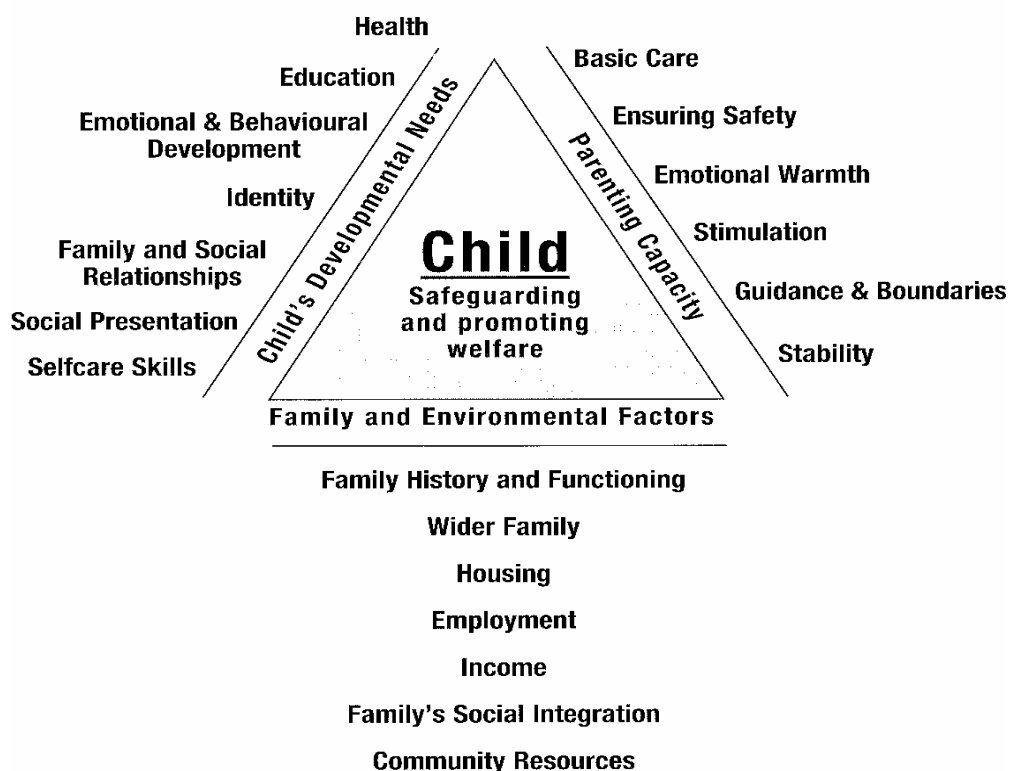 Health
Education
Emotional & Behavioural
Development
Identity
Family and Social
Relationships
Social Presentation
Selfcare Skills
Child's Developmental Needs
Basic Care
Ensuring Safety
Emotional Warmth
Stimulation
Guidance & Boundaries
Stability
Parenting Capacity
Child
Safeguarding
and promoting
welfare
Family and Environmental Factors
Family History and Functioning
Wider Family
Housing
Employment
Income
Family's Social Integration
Community Resources